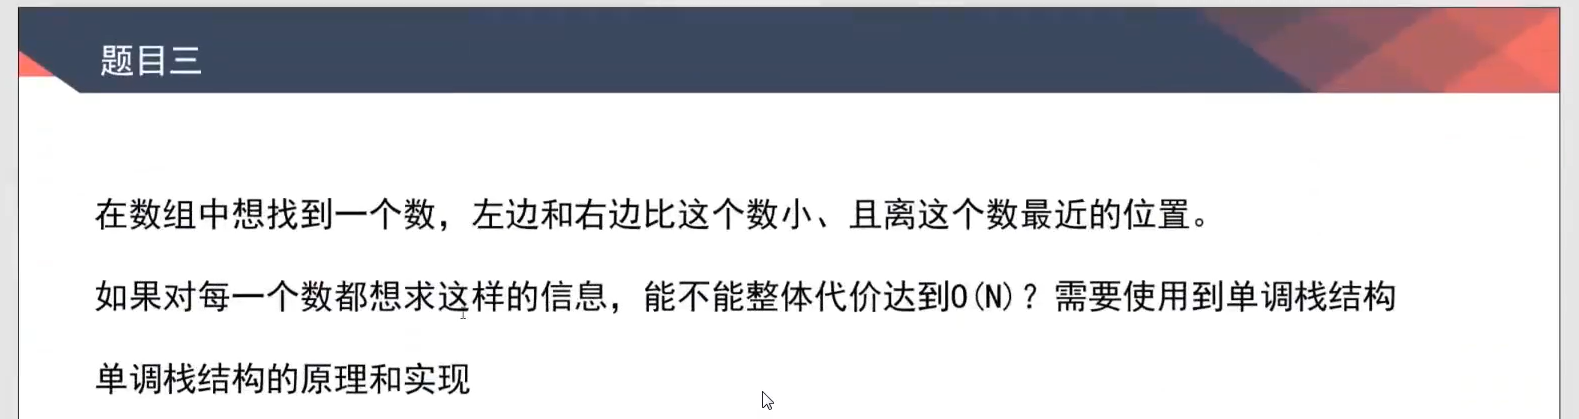 题目三
在数组中想找到一个数，左边和右边比这个数小、且离这个数最近的位置。
如果对每一个数都想求这样的信息，能不能整体代价达到O(N)？需要使用到单调栈结构
单调栈结构的原理和实现